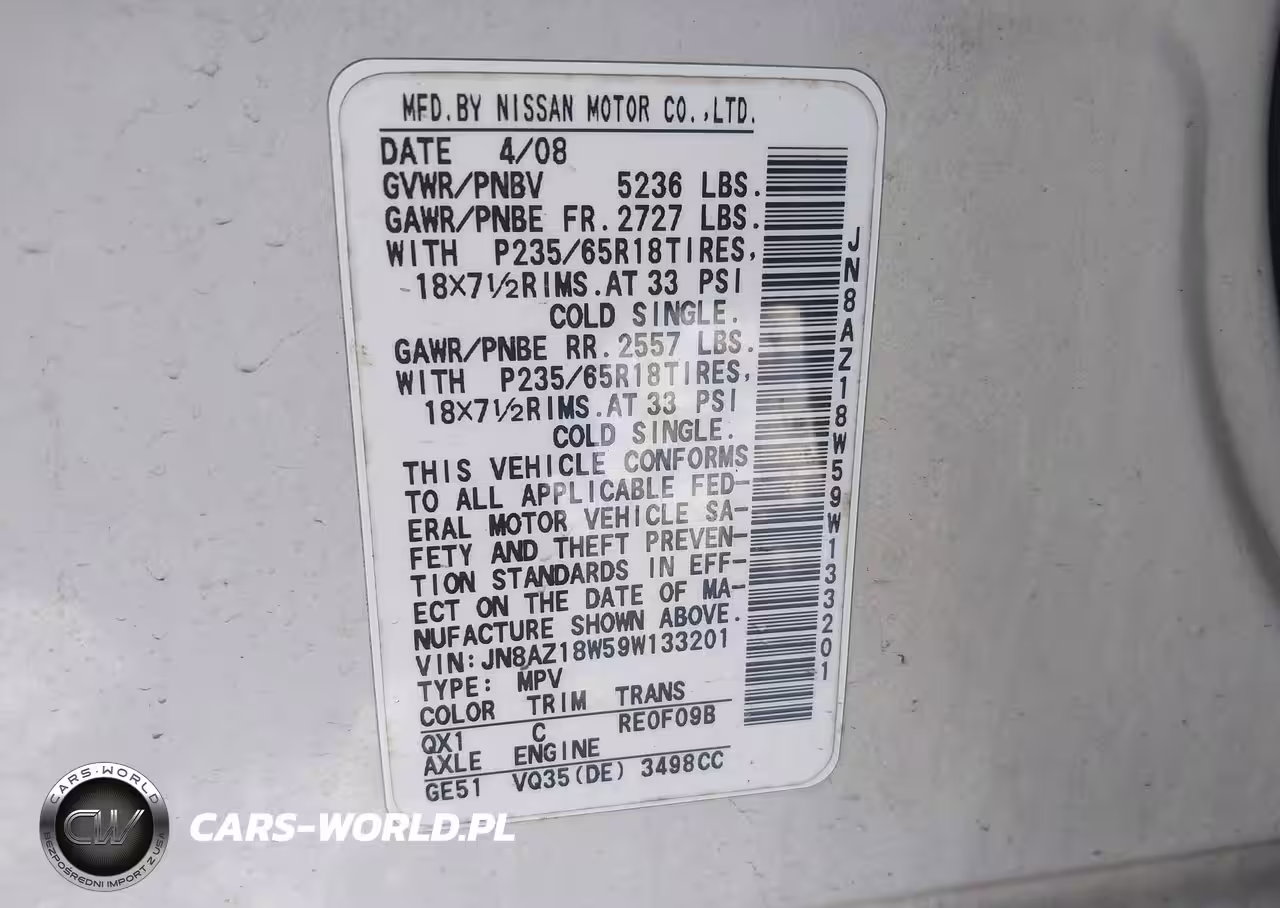 MFD.BY NISSAN MOTOR CO.,LTD.
DATE 4/08
GVWR/PNBV 5236 LBS.
GAWR/PNBE FR. 2727 LBS.
WITH P235/65R18TIRES,
18×7½RIMS.AT 33 PSI
COLD SINGLE.
GAWR/PNBE RR. 2557 LBS.
WITH P235/65R18TIRES,
18×7½RIMS.AT 33 PSI
COLD SINGLE.
THIS VEHICLE CONFORMS
TO ALL APPLICABLE FED-
ERAL MOTOR VEHICLE SA-
FETY AND THEFT PREVEN-
TION STANDARDS IN EFF-
ECT ON THE DATE OF MA-
NUFACTURE SHOWN ABOVE.
VIN:JN8AZ18W59W133201
TYPE: MPV
COLOR TRIM TRANS
QX1 C RE0F09B
AXLE ENGINE
GE51 VQ35(DE) 3498CC
JN8AZ18W59W133201
CARS-WORLD
CW
BEZPOŚREDNI IMPORT Z USA
CARS-WORLD.PL